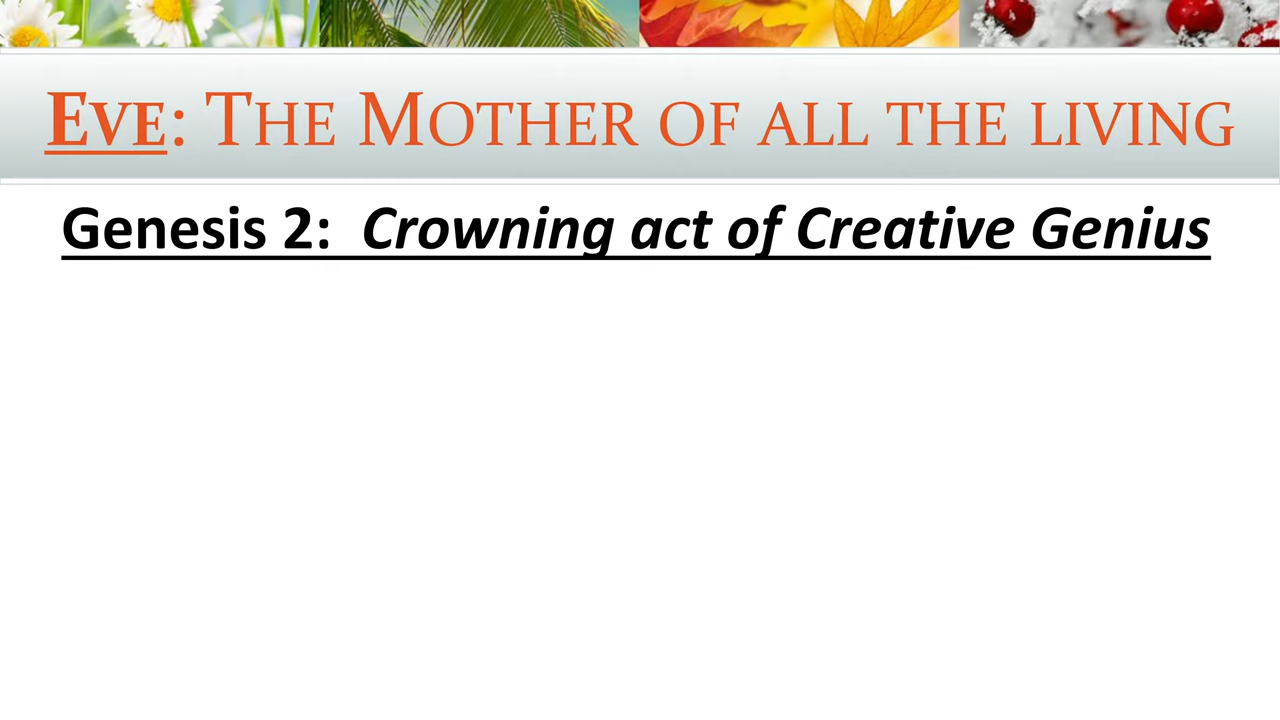 Eve: The Mother of all the living
Genesis 2: Crowning act of Creative Genius